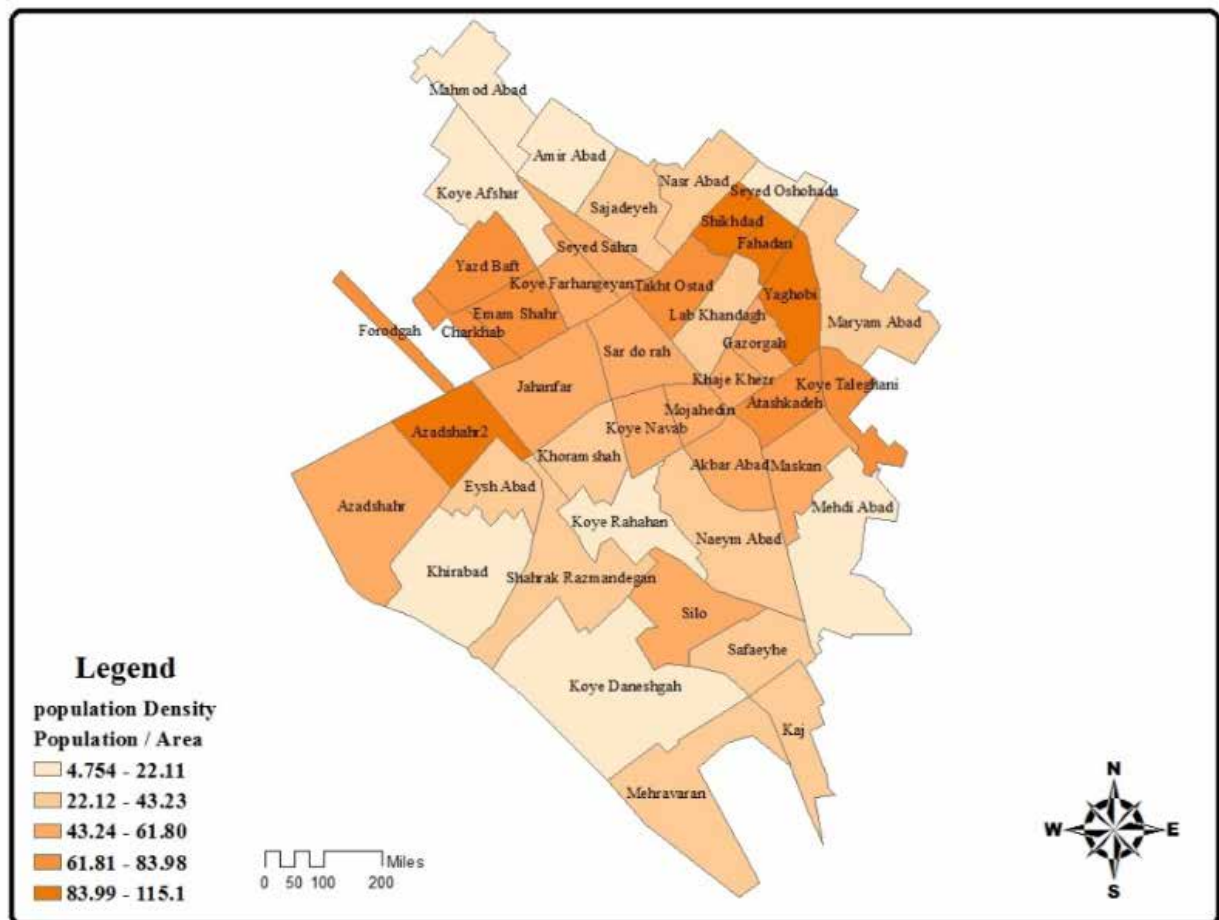 Mahmod Abad
Amir Abad
Nasr Abad
Seyed Oshohada
Koye Afshar
Sajadeyeh
Shikhdad
Fahadan
Seyed Sahra
Yazd Baft
Koye Farhangeyan
Takht Ostad
Yaghobi
Emam Shahr
Lab Khandagh
Maryam Abad
Forodgah
Charkhab
Gazorgah
Sar do rah
Jahanfar
Khaje Khezr
Koye Taleghani
Atashkadeh
Mojahedin
Azadshahr2
Koye Navab
Khoram shah
Akbar Abad
Maskan
Eysh Abad
Azadshahr
Mehdi Abad
Koye Rahahan
Naeym Abad
Khirabad
Shahrak Razmandegan
Silo
Safaeyhe
Koye Daneshgah
Kaj
Mehravaran
Legend
population Density
Population / Area
4.754 - 22.11
22.12 - 43.23
43.24 - 61.80
61.81 - 83.98
83.99 - 115.1
Miles
0 50 100 200
N
W E
S